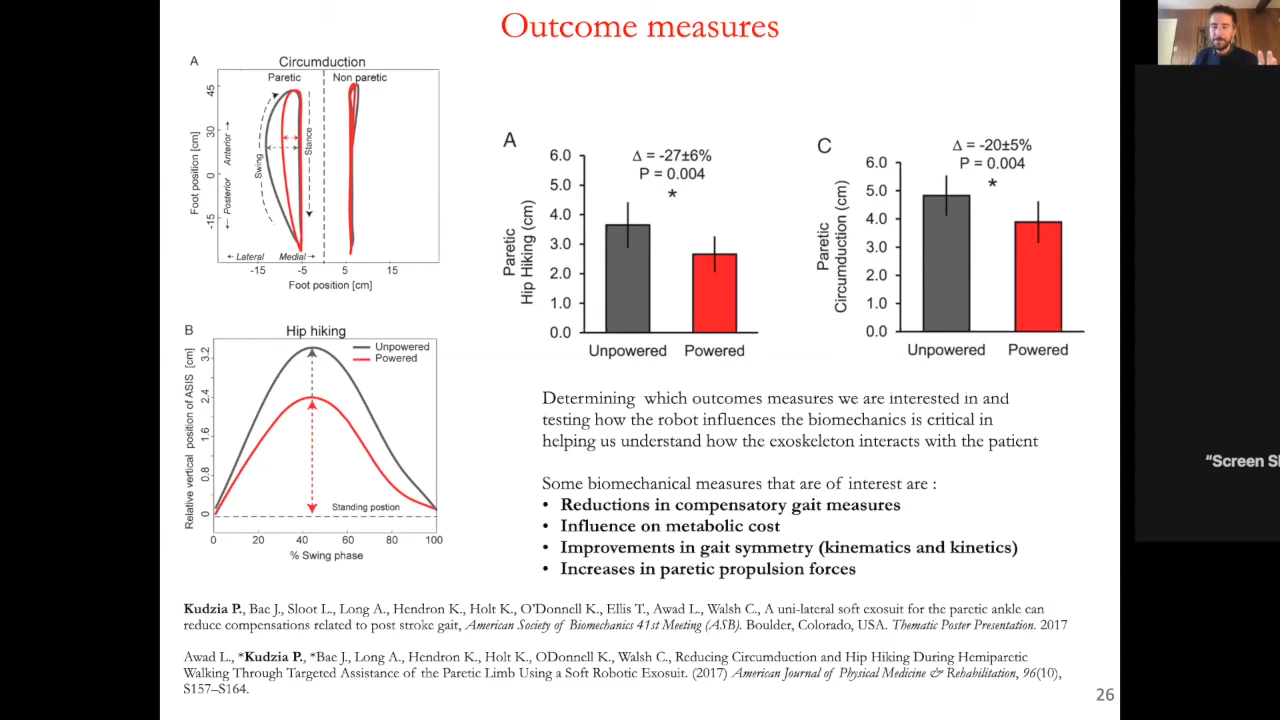 Outcome measures
A
Circumduction
Paretic
Non paretic
45
30
0
-15
Foot position [cm]
Anterior →
← Posterior
Swing
Stance
← Lateral Medial →
-15 -5 5 15
Foot position [cm]
B
Hip hiking
Unpowered
Powered
3.2
2.4
1.6
0.8
0
Relative vertical position of ASIS [cm]
Standing postion
0 20 40 60 80 100
% Swing phase
A
Δ = -27±6%
P = 0.004
*
6.0
5.0
4.0
3.0
2.0
1.0
0.0
Paretic
Hip Hiking (cm)
Unpowered Powered
C
Δ = -20±5%
P = 0.004
*
6.0
5.0
4.0
3.0
2.0
1.0
0.0
Paretic
Circumduction (cm)
Unpowered Powered
Determining which outcomes measures we are interested in and
testing how the robot influences the biomechanics is critical in
helping us understand how the exoskeleton interacts with the patient
Some biomechanical measures that are of interest are :
• Reductions in compensatory gait measures
• Influence on metabolic cost
• Improvements in gait symmetry (kinematics and kinetics)
• Increases in paretic propulsion forces
Kudzia P., Bae J., Sloot L., Long A., Hendron K., Holt K., O'Donnell K., Ellis T., Awad L., Walsh C., A uni-lateral soft exosuit for the paretic ankle can
reduce compensations related to post stroke gait, American Society of Biomechanics 41st Meeting (ASB). Boulder, Colorado, USA. Thematic Poster Presentation. 2017
Awad L., *Kudzia P., *Bae J., Long A., Hendron K., Holt K., ODonnell K., Walsh C., Reducing Circumduction and Hip Hiking During Hemiparetic
Walking Through Targeted Assistance of the Paretic Limb Using a Soft Robotic Exosuit. (2017) American Journal of Physical Medicine & Rehabilitation, 96(10),
S157–S164.
26
“Screen S